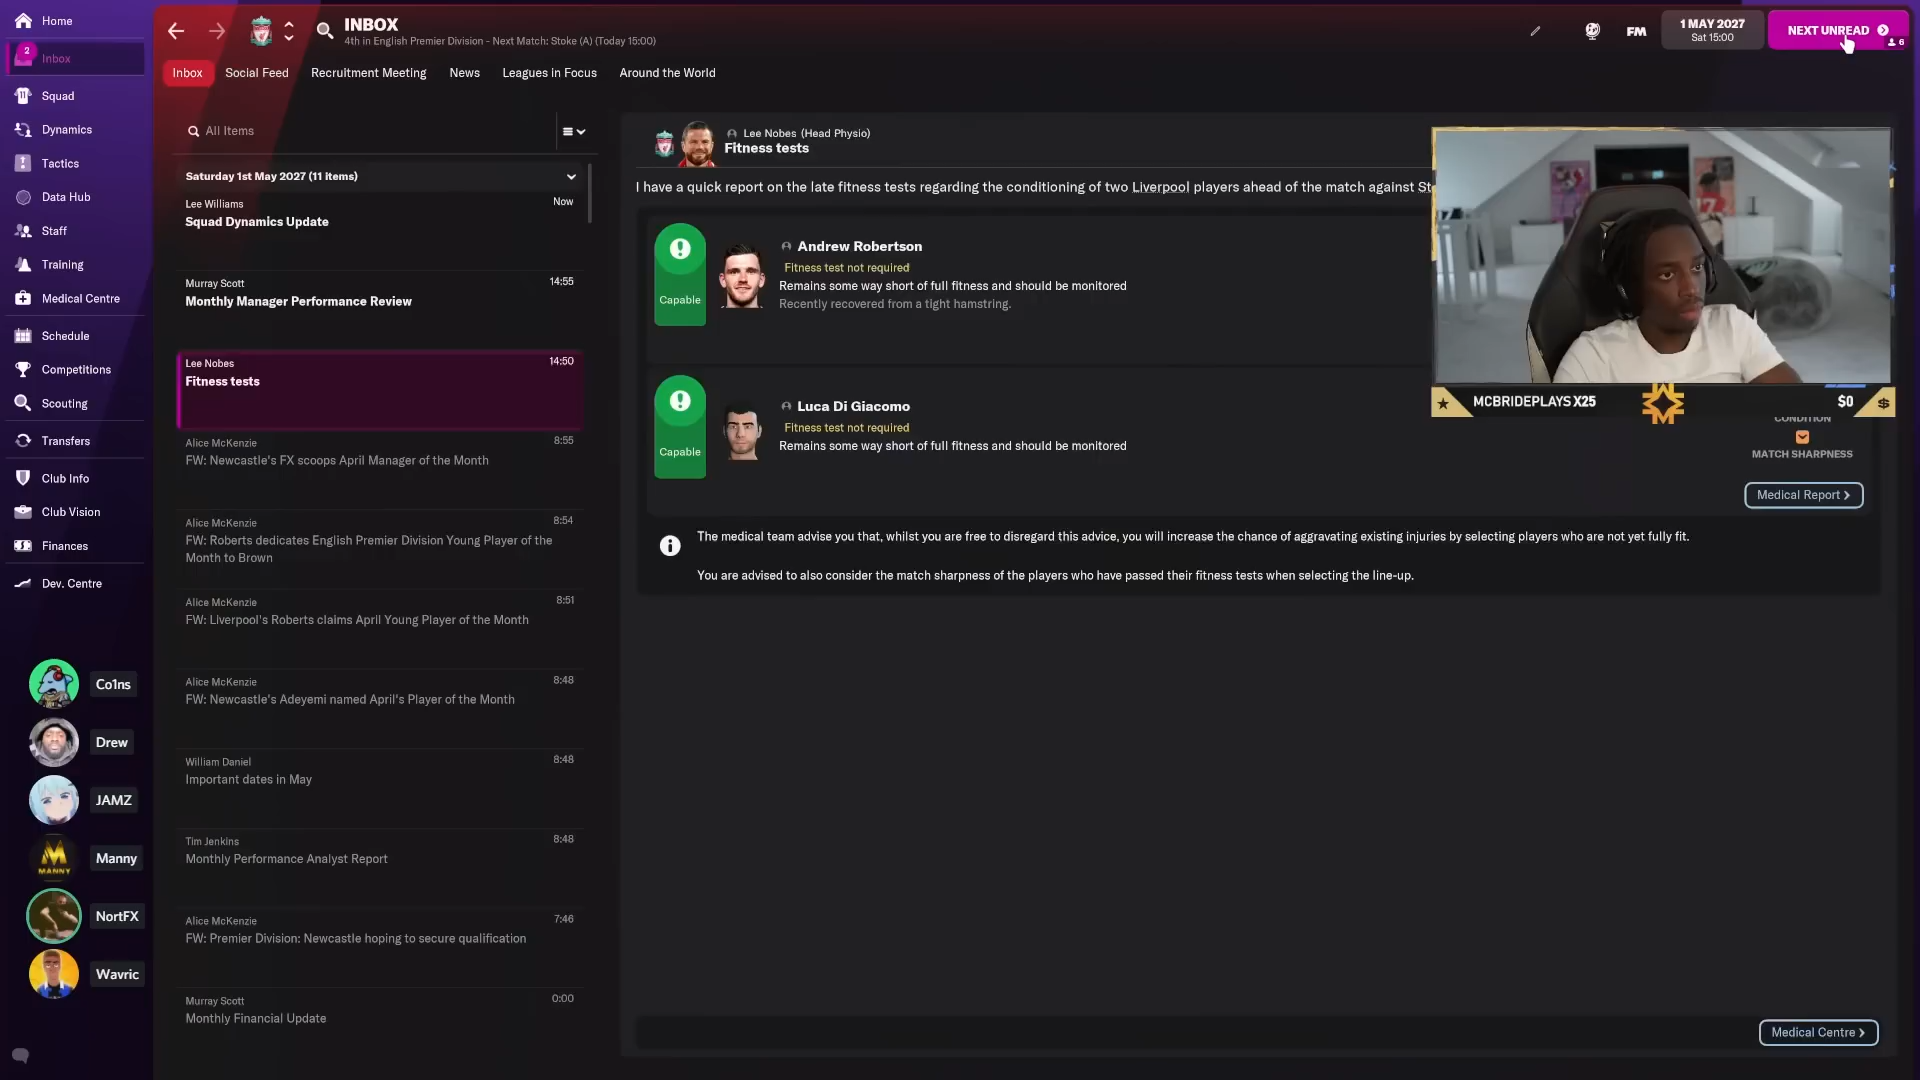 Home
2
Inbox
Squad
Dynamics
Tactics
Data Hub
Staff
Training
Medical Centre
Schedule
Competitions
Scouting
Transfers
Club Info
Club Vision
Finances
Dev. Centre
Co1ns
Drew
JAMZ
MANNY
Manny
NortFX
Wavric
INBOX
4th in English Premier Division - Next Match: Stoke (A) (Today 15:00)
FM
1 MAY 2027
Sat 15:00
NEXT UNREAD
6
Inbox
Social Feed
Recruitment Meeting
News
Leagues in Focus
Around the World
All Items
Saturday 1st May 2027 (11 items)
Lee Williams
Now
Squad Dynamics Update
Murray Scott
14:55
Monthly Manager Performance Review
Lee Nobes
14:50
Fitness tests
Alice McKenzie
8:55
FW: Newcastle's FX scoops April Manager of the Month
Alice McKenzie
8:54
FW: Roberts dedicates English Premier Division Young Player of the
Month to Brown
Alice McKenzie
8:51
FW: Liverpool's Roberts claims April Young Player of the Month
Alice McKenzie
8:48
FW: Newcastle's Adeyemi named April's Player of the Month
William Daniel
8:48
Important dates in May
Tim Jenkins
8:48
Monthly Performance Analyst Report
Alice McKenzie
7:46
FW: Premier Division: Newcastle hoping to secure qualification
Murray Scott
0:00
Monthly Financial Update
Lee Nobes (Head Physio)
Fitness tests
I have a quick report on the late fitness tests regarding the conditioning of two Liverpool players ahead of the match against St
Capable
Andrew Robertson
Fitness test not required
Remains some way short of full fitness and should be monitored
Recently recovered from a tight hamstring.
Capable
Luca Di Giacomo
Fitness test not required
Remains some way short of full fitness and should be monitored
MCBRIDEPLAYS X25
$0
CONDITION
MATCH SHARPNESS
Medical Report
The medical team advise you that, whilst you are free to disregard this advice, you will increase the chance of aggravating existing injuries by selecting players who are not yet fully fit.
You are advised to also consider the match sharpness of the players who have passed their fitness tests when selecting the line-up.
Medical Centre